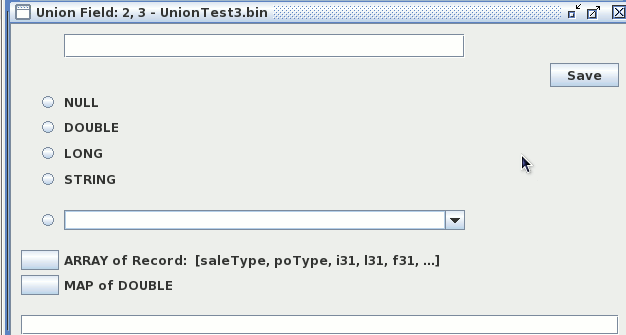 Union Field: 2, 3 - UnionTest3.bin
Save
NULL
DOUBLE
LONG
STRING
ARRAY of Record: [saleType, poType, i31, l31, f31, ...]
MAP of DOUBLE